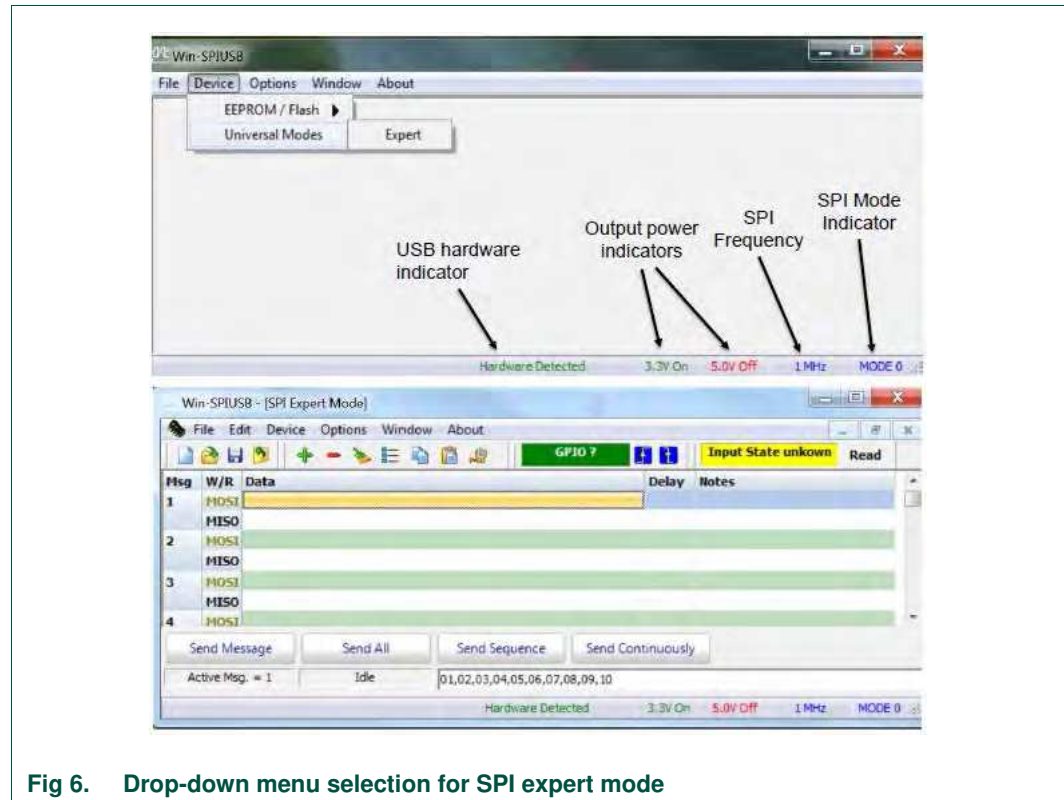 Win-SPIUSB
File Device Options Window About
EEPROM / Flash
Universal Modes Expert
SPI Mode
Indicator
SPI
Frequency
Output power
indicators
USB hardware
indicator
Hardware Detected 3.3V On 5.0V Off 1 MHz MODE 0
Win-SPIUSB - [SPI Expert Mode]
File Edit Device Options Window About
GPIO ? Input State unkown Read
Msg W/R Data Delay Notes
1 MOSI
MISO
2 MOSI
MISO
3 MOSI
MISO
4 MOSI
Send Message Send All Send Sequence Send Continuously
Active Msg. = 1 Idle 01,02,03,04,05,06,07,08,09,10
Hardware Detected 3.3V On 5.0V Off 1 MHz MODE 0
Fig 6. Drop-down menu selection for SPI expert mode